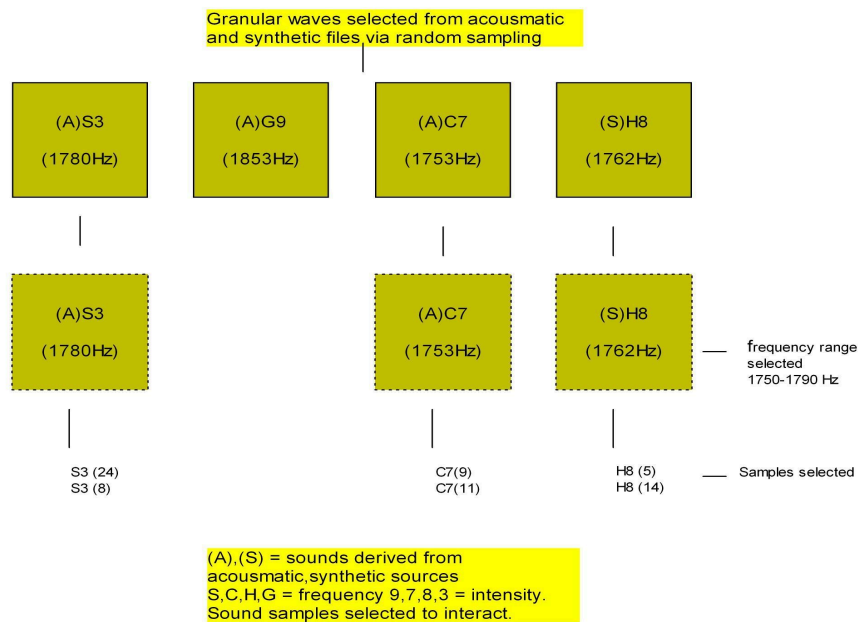 Granular waves selected from acousmatic
and synthetic files via random sampling
(A)S3
(1780Hz)
(A)G9
(1853Hz)
(A)C7
(1753Hz)
(S)H8
(1762Hz)
(A)S3
(1780Hz)
(A)C7
(1753Hz)
(S)H8
(1762Hz)
frequency range
selected
1750-1790 Hz
S3 (24)
S3 (8)
C7(9)
C7(11)
H8 (5)
H8 (14)
Samples selected
(A),(S) = sounds derived from
acousmatic,synthetic sources
S,C,H,G = frequency 9,7,8,3 = intensity.
Sound samples selected to interact.